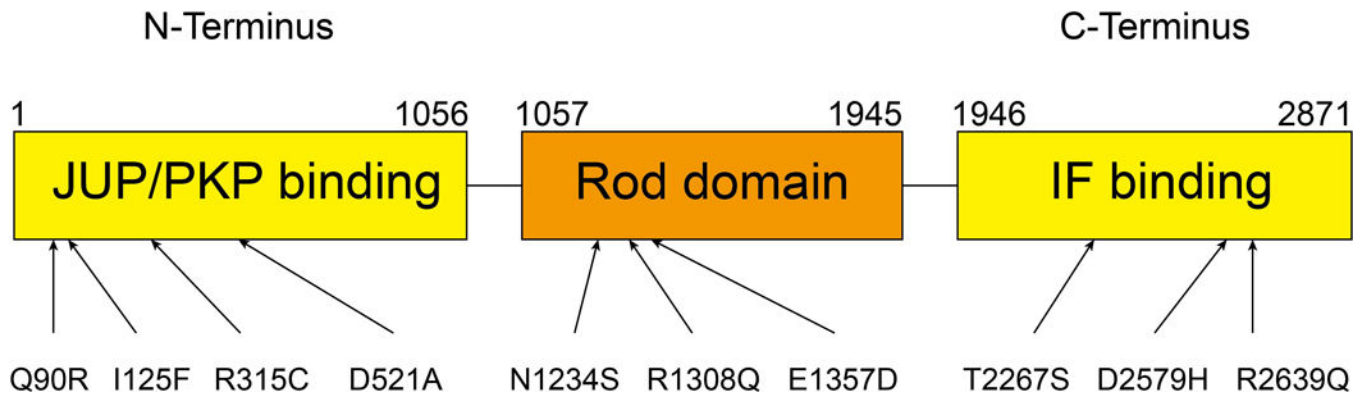 N-Terminus C-Terminus
1 1056 1057 1945 1946 2871
JUP/PKP binding Rod domain IF binding
Q90R I125F R315C D521A N1234S R1308Q E1357D T2267S D2579H R2639Q